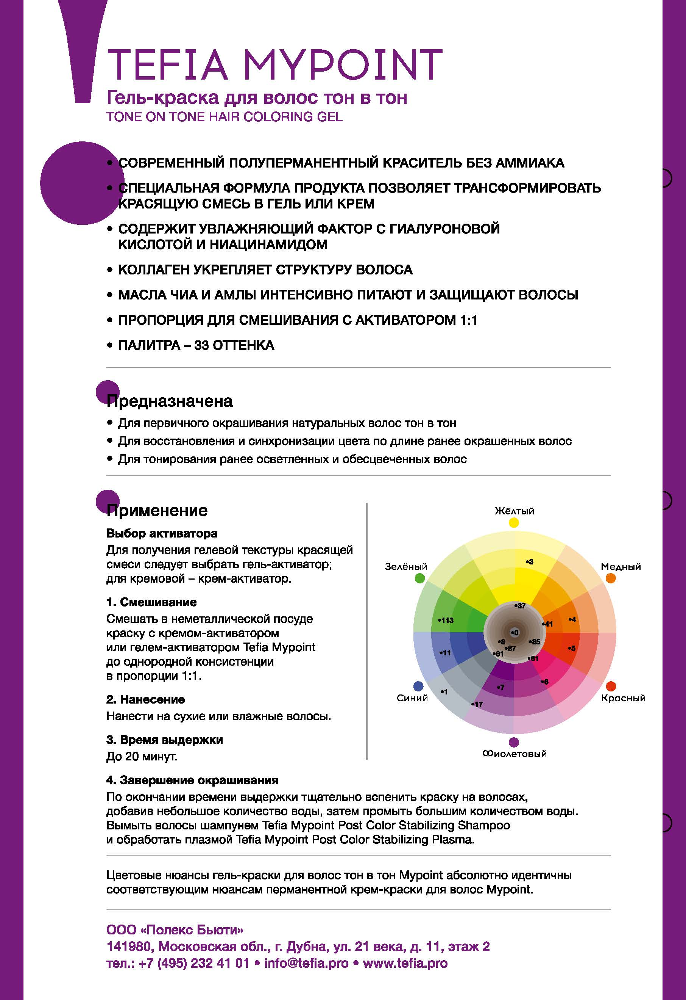 TEFIA MYPOINT
Гель-краска для волос тон в тон
TONE ON TONE HAIR COLORING GEL
• СОВРЕМЕННЫЙ ПОЛУПЕРМАНЕНТНЫЙ КРАСИТЕЛЬ БЕЗ АММИАКА
• СПЕЦИАЛЬНАЯ ФОРМУЛА ПРОДУКТА ПОЗВОЛЯЕТ ТРАНСФОРМИРОВАТЬ
КРАСЯЩУЮ СМЕСЬ В ГЕЛЬ ИЛИ КРЕМ
• СОДЕРЖИТ УВЛАЖНЯЮЩИЙ ФАКТОР С ГИАЛУРОНОВОЙ
КИСЛОТОЙ И НИАЦИНАМИДОМ
• КОЛЛАГЕН УКРЕПЛЯЕТ СТРУКТУРУ ВОЛОСА
• МАСЛА ЧИА И АМЛЫ ИНТЕНСИВНО ПИТАЮТ И ЗАЩИЩАЮТ ВОЛОСЫ
• ПРОПОРЦИЯ ДЛЯ СМЕШИВАНИЯ С АКТИВАТОРОМ 1:1
• ПАЛИТРА – 33 ОТТЕНКА
Предназначена
• Для первичного окрашивания натуральных волос тон в тон
• Для восстановления и синхронизации цвета по длине ранее окрашенных волос
• Для тонирования ранее осветленных и обесцвеченных волос
Применение
Выбор активатора
Для получения гелевой текстуры красящей
смеси следует выбрать гель-активатор;
для кремовой – крем-активатор.
1. Смешивание
Смешать в неметаллической посуде
краску с кремом-активатором
или гелем-активатором Tefia Mypoint
до однородной консистенции
в пропорции 1:1.
2. Нанесение
Нанести на сухие или влажные волосы.
3. Время выдержки
До 20 минут.
Жёлтый
Зелёный
Медный
•3
•37
•113
•41
•4
•0
•8
•85
•87
•5
•11
•81
•61
•6
•7
•1
•17
Синий
Красный
Фиолетовый
4. Завершение окрашивания
По окончании времени выдержки тщательно вспенить краску на волосах,
добавив небольшое количество воды, затем промыть большим количеством воды.
Вымыть волосы шампунем Tefia Mypoint Post Color Stabilizing Shampoo
и обработать плазмой Tefia Mypoint Post Color Stabilizing Plasma.
Цветовые нюансы гель-краски для волос тон в тон Mypoint абсолютно идентичны
соответствующим нюансам перманентной крем-краски для волос Mypoint.
ООО «Полекс Бьюти»
141980, Московская обл., г. Дубна, ул. 21 века, д. 11, этаж 2
тел.: +7 (495) 232 41 01 • info@tefia.pro • www.tefia.pro